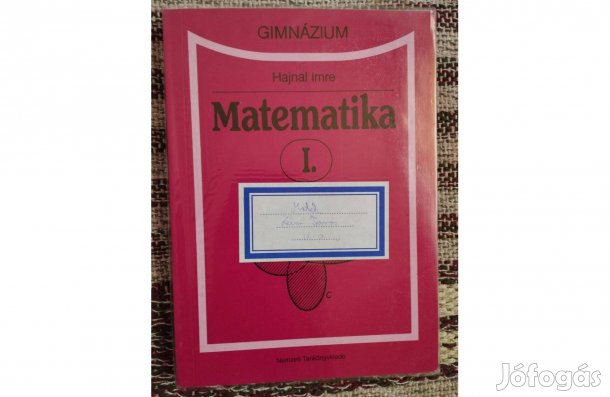 GIMNÁZIUM
Hajnal Imre
Matematika
I.
C
Nemzeti Tankönyvkiadó
Jófogás